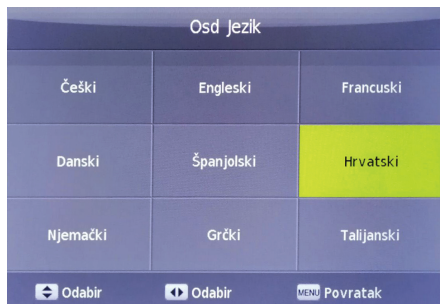 Osd Jezik
Češki Engleski Francuski
Danski Španjolski Hrvatski
Njemački Grčki Talijanski
Odabir Odabir MENU Povratak